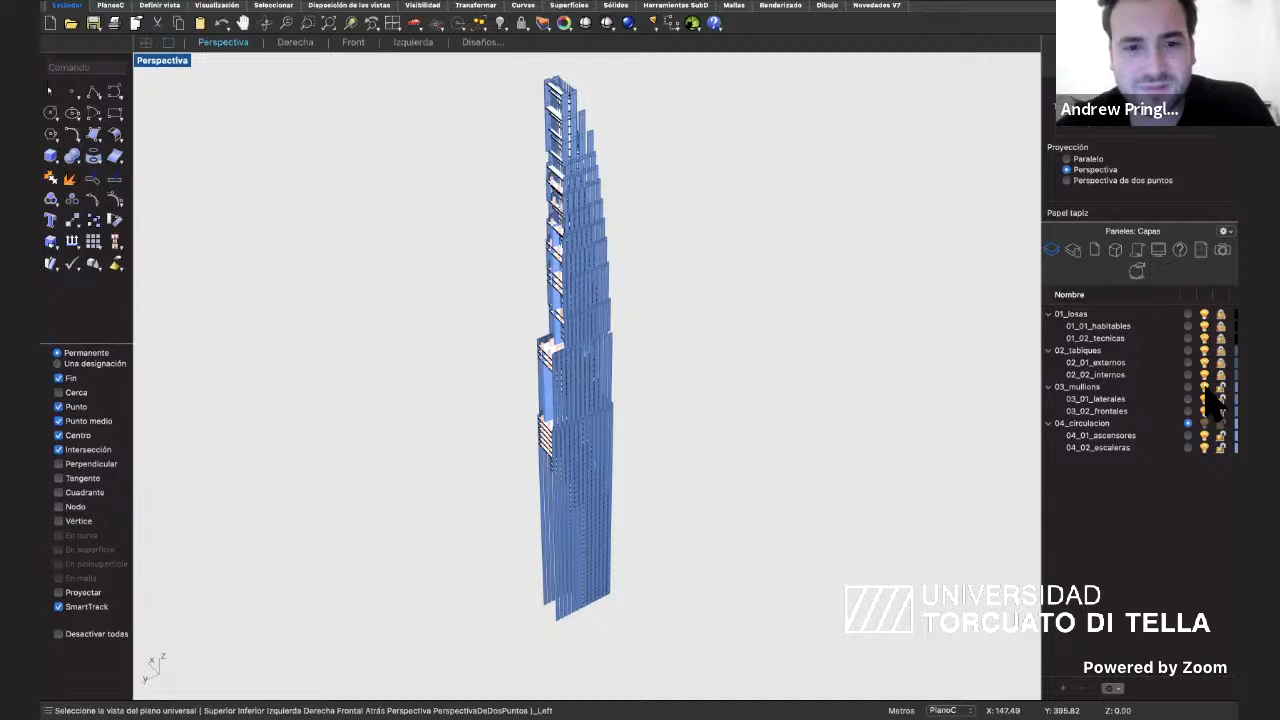 Estándar PlanosC Definir vista Visualización Seleccionar Disposición de las vistas Visibilidad Transformar Curvas Superficies Sólidos Herramientas SubD Mallas Renderizado Dibujo Novedades V7
Perspectiva Derecha Front Izquierda Diseños...
Comando
Perspectiva
Andrew Pringl...
Proyección
Paralelo
Perspectiva
Perspectiva de dos puntos
Papel tapiz
Paneles: Capas
Nombre
01_losas
01_01_habitables
01_02_tecnicas
02_tabiques
02_01_externos
02_02_internos
03_mullions
03_01_laterales
03_02_frontales
04_circulacion
04_01_ascensores
04_02_escaleras
Permanente
Una designación
Fin
Cerca
Punto
Punto medio
Centro
Intersección
Perpendicular
Tangente
Cuadrante
Nodo
Vértice
En curva
En superficie
En polisuperficie
En malla
Proyectar
SmartTrack
Desactivar todas
z
x
y
UNIVERSIDAD
TORCUATO DI TELLA
Powered by Zoom
Seleccione la vista del plano universal ( Superior Inferior Izquierda Derecha Frontal Atrás Perspectiva PerspectivaDeDosPuntos )_Left Metros PlanoC X: 147.49 Y: 395.82 Z: 0.00